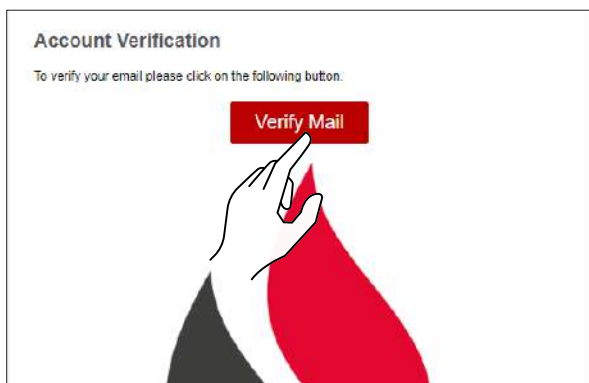 Account Verification
To verify your email please click on the following button.
Verify Mail